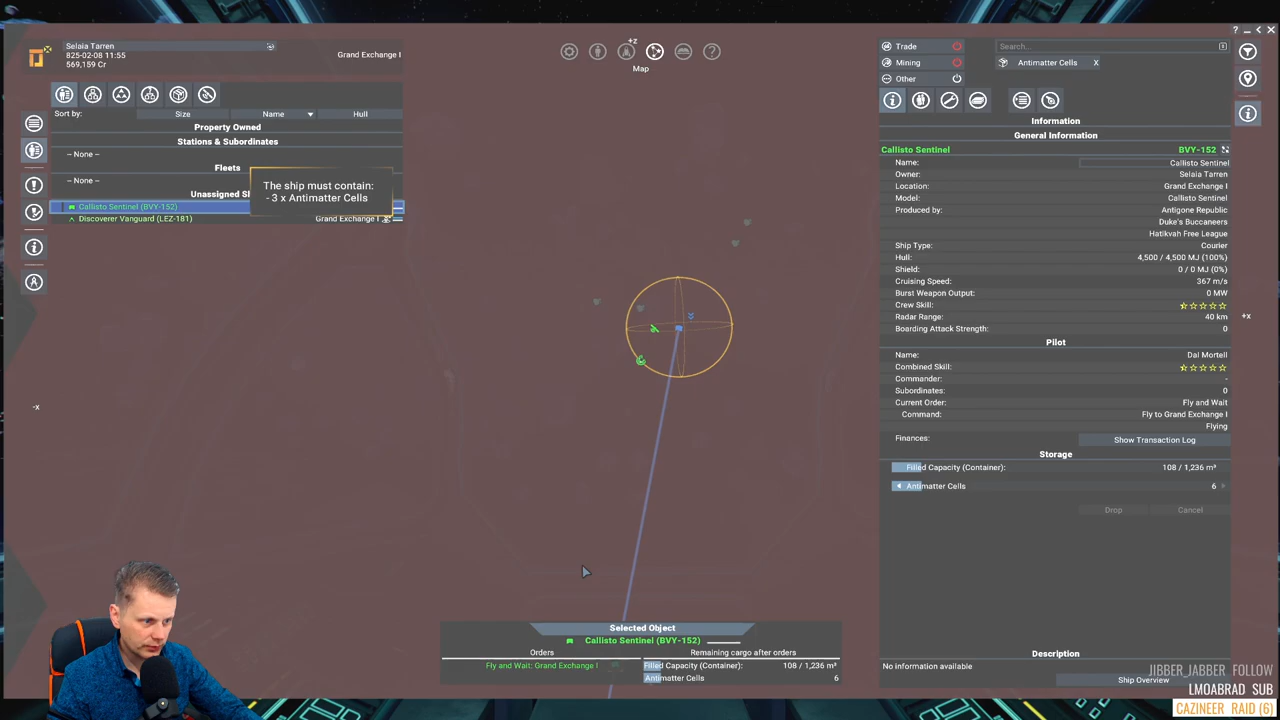 Selaia Tarren
825-02-08 11:55
569,159 Cr
Grand Exchange I
Sort by:
Size
Name
Hull
Property Owned
Stations & Subordinates
-- None --
Fleets
-- None --
Unassigned Sh
Callisto Sentinel (BVY-152)
Discoverer Vanguard (LEZ-181)
Grand Exchange I
The ship must contain:
- 3 x Antimatter Cells
+z
Map
?
-x
+x
Trade
Mining
Other
Search...
Antimatter Cells
X
Information
General Information
Callisto Sentinel
BVY-152
Name:
Callisto Sentinel
Owner:
Selaia Tarren
Location:
Grand Exchange I
Model:
Callisto Sentinel
Produced by:
Antigone Republic
Duke's Buccaneers
Hatikvah Free League
Ship Type:
Courier
Hull:
4,500 / 4,500 MJ (100%)
Shield:
0 / 0 MJ (0%)
Cruising Speed:
367 m/s
Burst Weapon Output:
0 MW
Crew Skill:
Radar Range:
40 km
Boarding Attack Strength:
0
Pilot
Name:
Dal Mortell
Combined Skill:
Commander:
-
Subordinates:
0
Current Order:
Fly and Wait
Command:
Fly to Grand Exchange I
Flying
Finances:
Show Transaction Log
Storage
Filled Capacity (Container):
108 / 1,236 m³
Antimatter Cells
6
Drop
Cancel
Description
No information available
Ship Overview
Selected Object
Callisto Sentinel (BVY-152)
Orders
Remaining cargo after orders
Fly and Wait: Grand Exchange I
Filled Capacity (Container):
108 / 1,236 m³
Antimatter Cells
6
JIBBER_JABBER FOLLOW
LMOABRAD SUB
CAZINEER RAID (6)